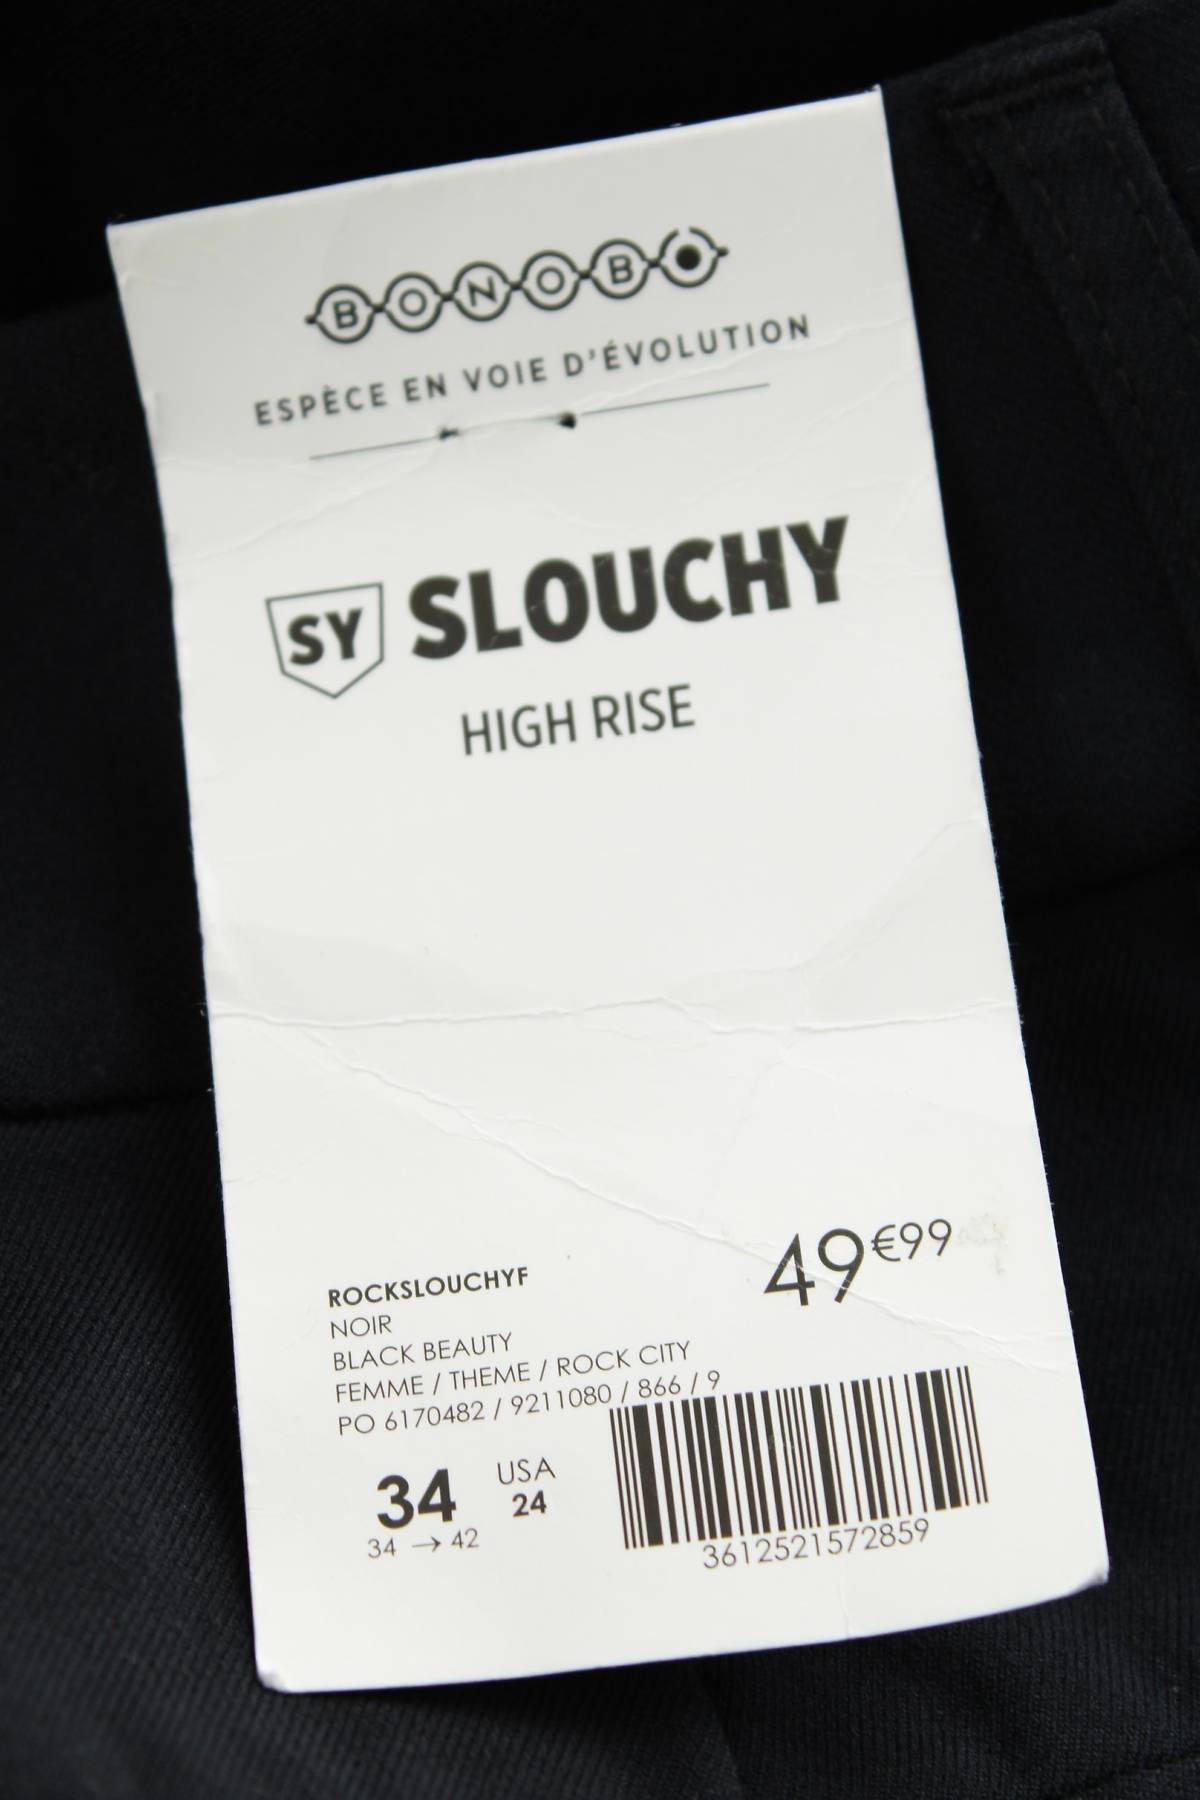 BONOBO
ESPÈCE EN VOIE D'ÉVOLUTION
SY SLOUCHY
HIGH RISE
49€99
ROCKSLOUCHYF
NOIR
BLACK BEAUTY
FEMME / THEME / ROCK CITY
PO 6170482 / 9211080 / 866 / 9
34 USA 24
34 → 42
3612521572859